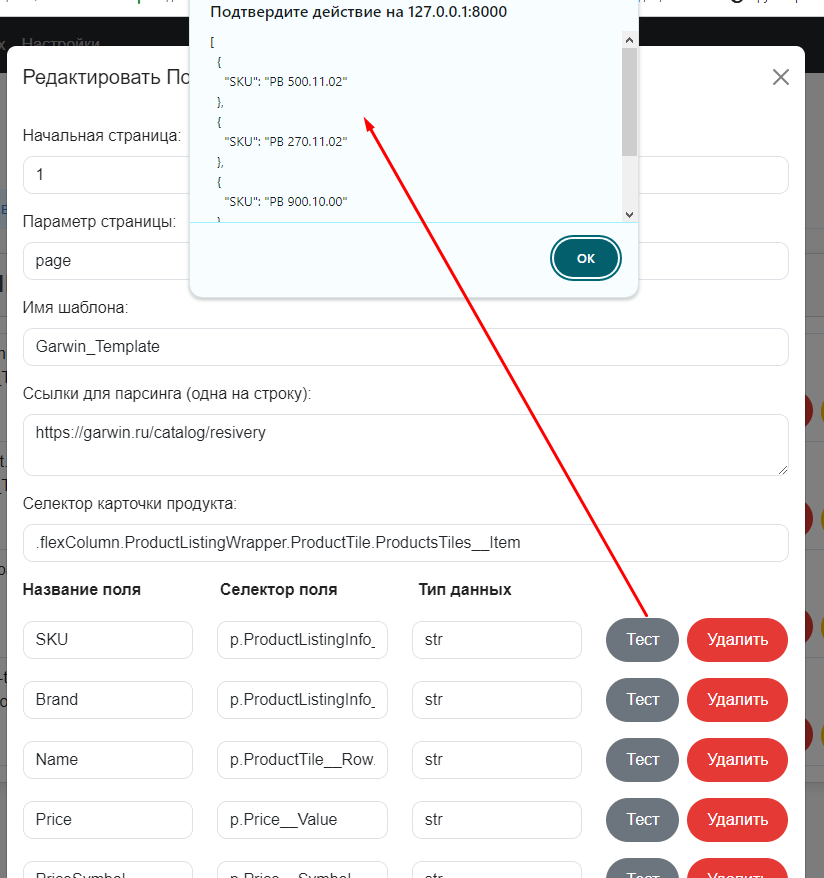 Подтвердите действие на 127.0.0.1:8000
Настройки
[
{
"SKU": "PB 500.11.02"
},
{
"SKU": "PB 270.11.02"
},
{
"SKU": "PB 900.10.00"
}
ОК
Редактировать По
Начальная страница:
1
Параметр страницы:
page
Имя шаблона:
Garwin_Template
Ссылки для парсинга (одна на строку):
https://garwin.ru/catalog/resivery
Селектор карточки продукта:
.flexColumn.ProductListingWrapper.ProductTile.ProductsTiles__Item
Название поля Селектор поля Тип данных
SKU p.ProductListingInfo_ str Тест Удалить
Brand p.ProductListingInfo_ str Тест Удалить
Name p.ProductTile__Row. str Тест Удалить
Price p.Price__Value str Тест Удалить
PriceSymbol p.Price__Symbol str Тест Удалить